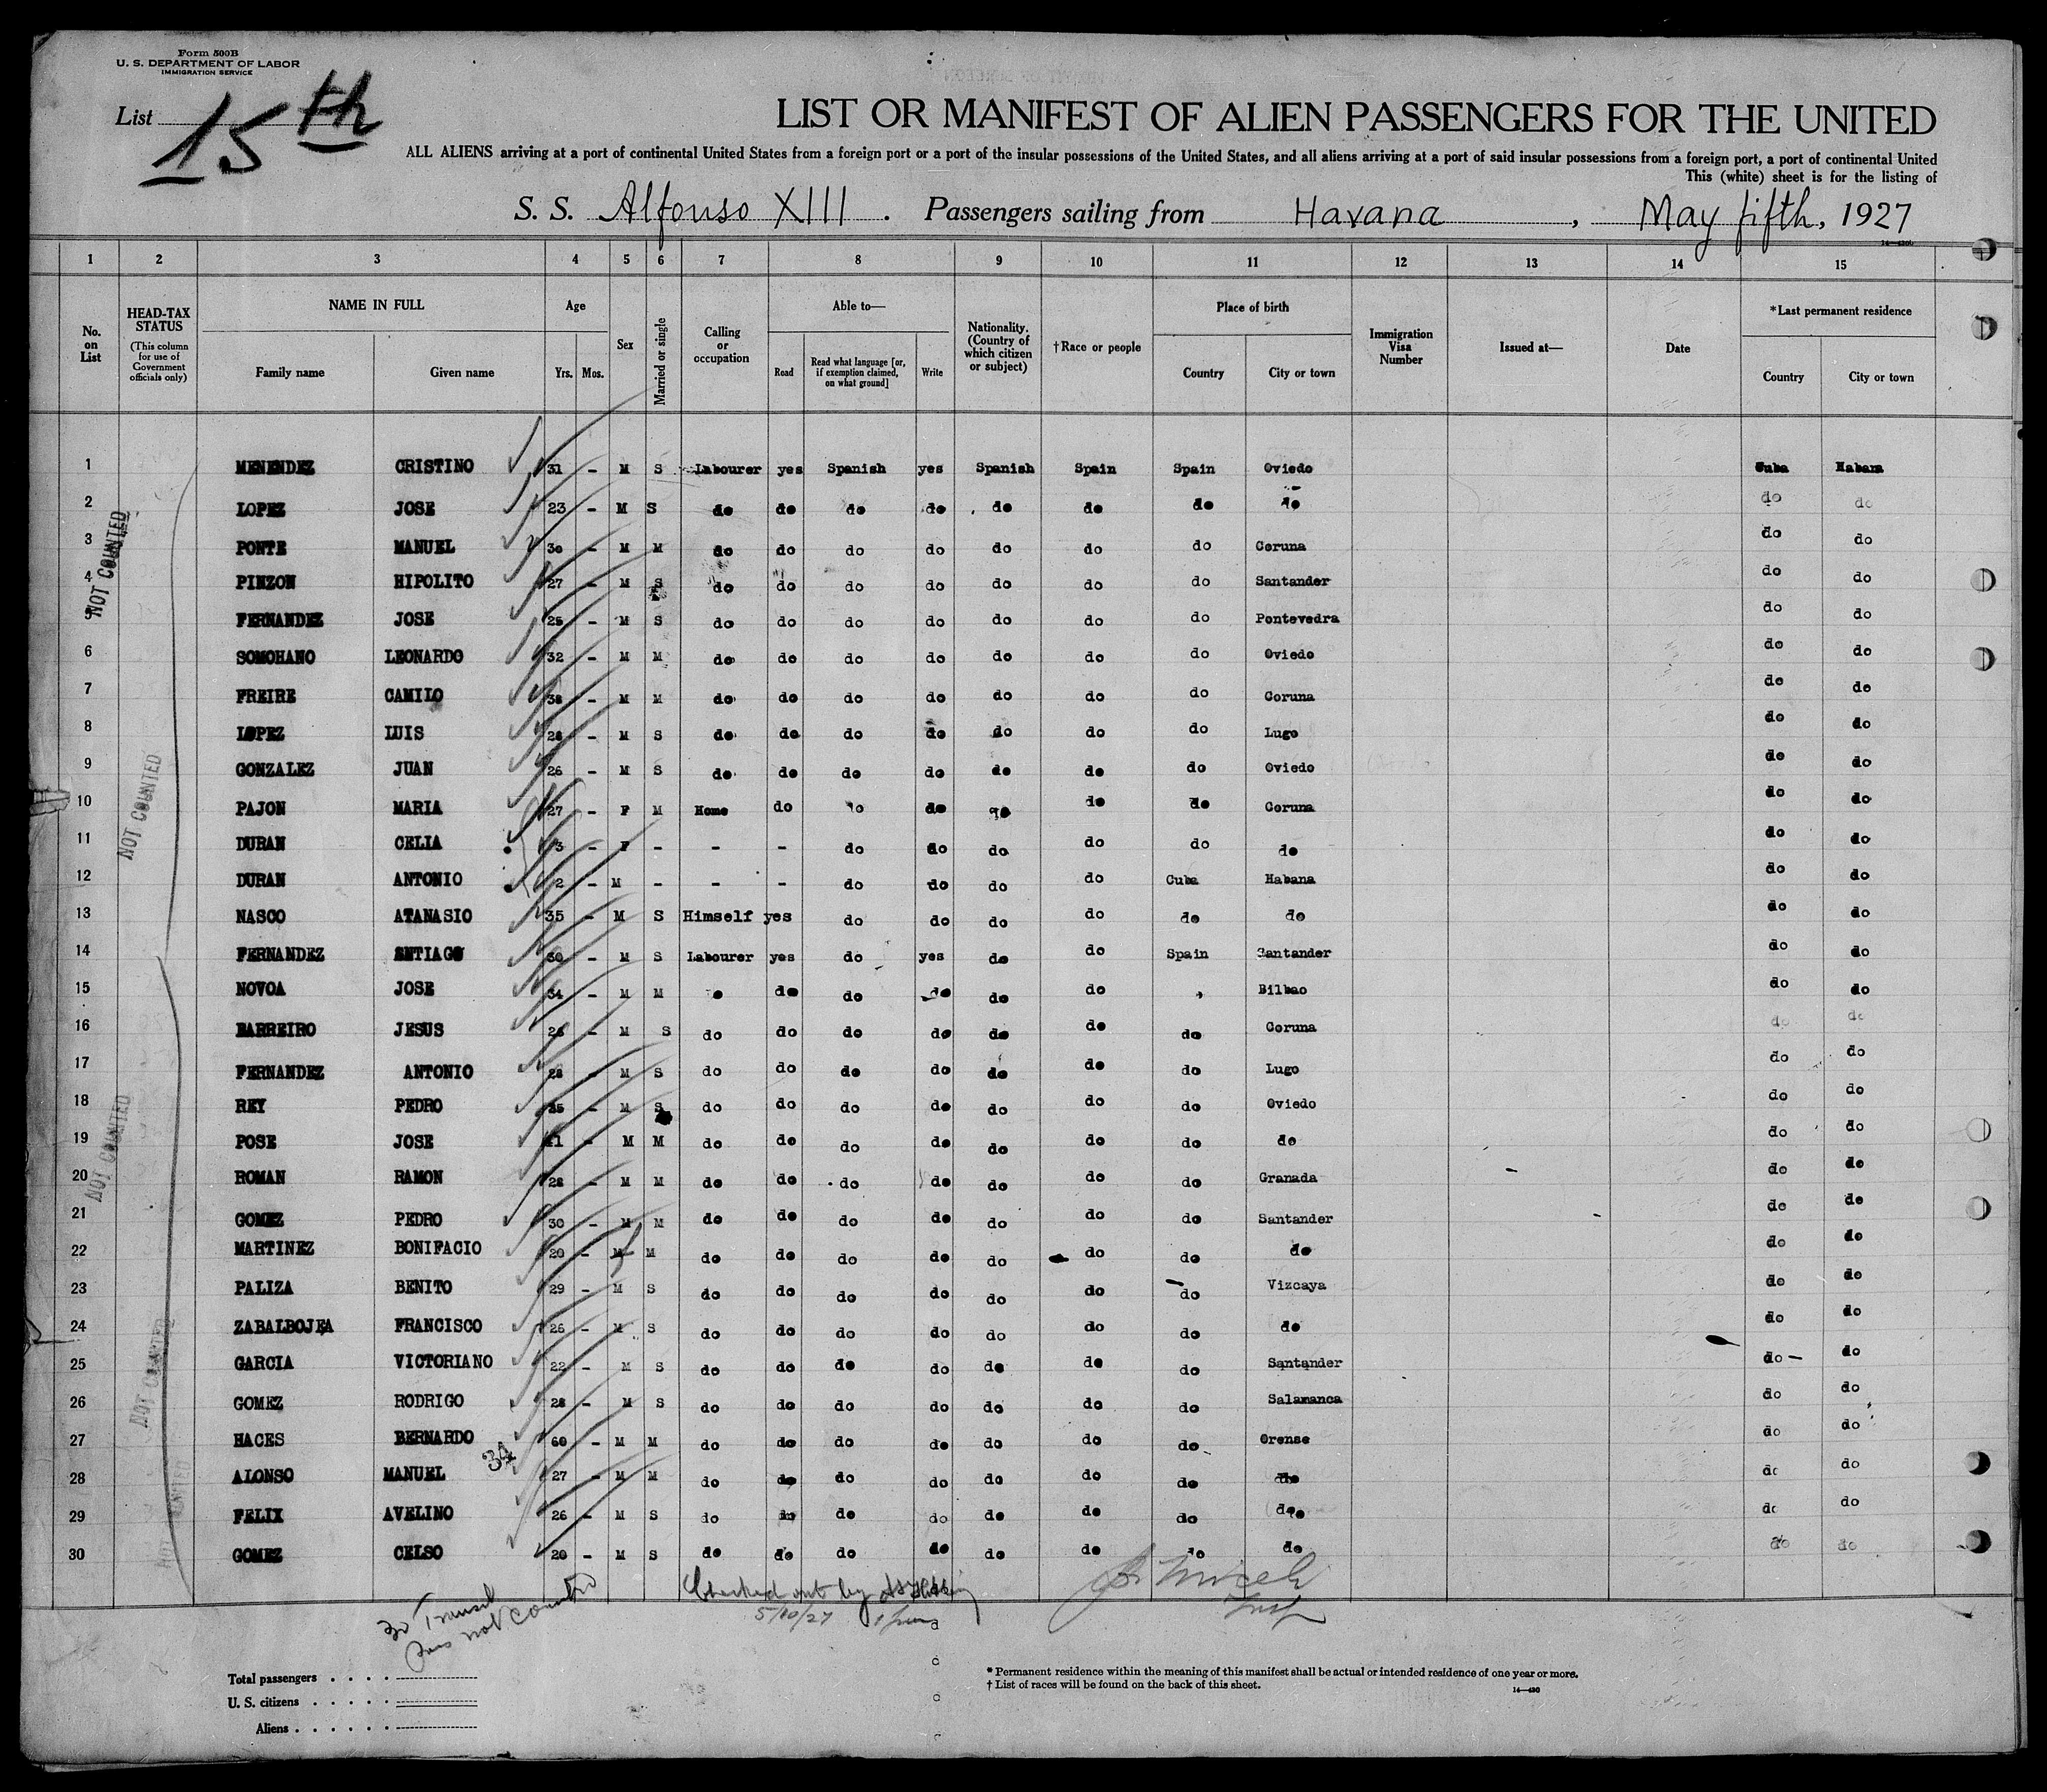 Form 500B
U. S. DEPARTMENT OF LABOR
IMMIGRATION SERVICE
List 15th
LIST OR MANIFEST OF ALIEN PASSENGERS FOR THE UNITED
ALL ALIENS arriving at a port of continental United States from a foreign port or a port of the insular possessions of the United States, and all aliens arriving at a port of said insular possessions from a foreign port, a port of continental United
This (white) sheet is for the listing of
S. S. Alfonso XIII. Passengers sailing from Havana, May fifth, 1927
1 2 3 4 5 6 7 8 9 10 11 12 13 14 15
No. on List
HEAD-TAX STATUS (This column for use of Government officials only)
NAME IN FULL Family name Given name
Age Yrs. Mos.
Sex
Married or single
Calling or occupation
Able to— Read Read what language [or, if exemption claimed, on what ground] Write
Nationality. (Country of which citizen or subject)
†Race or people
Place of birth Country City or town
Immigration Visa Number
Issued at—
Date
*Last permanent residence Country City or town
1 MENENDEZ CRISTINO 31 - M S Labourer yes Spanish yes Spanish Spain Spain Oviedo Cuba Habana
2 LOPEZ JOSE 23 - M S do do do do do do do do do do
3 PONTE MANUEL 30 - M M do do do do do do do Coruna do do
4 PINZON HIPOLITO 27 - M S do do do do do do do Santander do do
5 FERNANDEZ JOSE 25 - M S do do do do do do do Pontevedra do do
6 SOMOHANO LEONARDO 32 - M M do do do do do do do Oviedo do do
7 FREIRE CAMILO 38 - M M do do do do do do do Coruna do do
8 LOPEZ LUIS 28 - M S do do do do do do do Lugo do do
9 GONZALEZ JUAN 26 - M S do do do do do do do Oviedo do do
10 PAJON MARIA 27 - F M Home do do do do do do Coruna do do
11 DURAN CELIA 3 - F - - - do do do do do do do do
12 DURAN ANTONIO 2 - M - - - do do do do Cuba Habana do do
13 NASCO ATANASIO 35 - M S Himself yes do do do do do do do do
14 FERNANDEZ SNTIAGO 30 - M S Labourer yes do yes do do Spain Santander do do
15 NOVOA JOSE 34 - M M do do do do do Bilbao do do
16 BARREIRO JESUS 26 - M S do do do do do do do Coruna do do
17 FERNANDEZ ANTONIO 28 - M S do do do do do do do Lugo do do
18 REY PEDRO 35 - M S do do do do do do do Oviedo do do
19 POSE JOSE 41 - M M do do do do do do do do do do
20 ROMAN RAMON 28 - M M do do do do do do do Granada do do
21 GOMEZ PEDRO 30 - M M do do do do do do do Santander do do
22 MARTINEZ BONIFACIO 20 - M M do do do do do do do do do do
23 PALIZA BENITO 29 - M S do do do do do do do Vizcaya do do
24 ZABALBOJEA FRANCISCO 26 - M S do do do do do do do do do do
25 GARCIA VICTORIANO 22 - M S do do do do do do do Santander do do
26 GOMEZ RODRIGO 28 - M S do do do do do do do Salamanca do do
27 HACES BERNARDO 60 - M M do do do do do do do Orense do do
34
28 ALONSO MANUEL 27 - M M do do do do do do do do do do
29 FELIX AVELINO 26 - M S do do do do do do do do do
30 GOMEZ CELSO 20 - M S do do do do do do do do do do
NOT COUNTED
NOT COUNTED
NOT COUNTED
NOT COUNTED
NOT COUNTED
Checked out by
5/10/27
In Transit
not counted
Total passengers
U. S. citizens
Aliens
* Permanent residence within the meaning of this manifest shall be actual or intended residence of one year or more.
† List of races will be found on the back of this sheet.